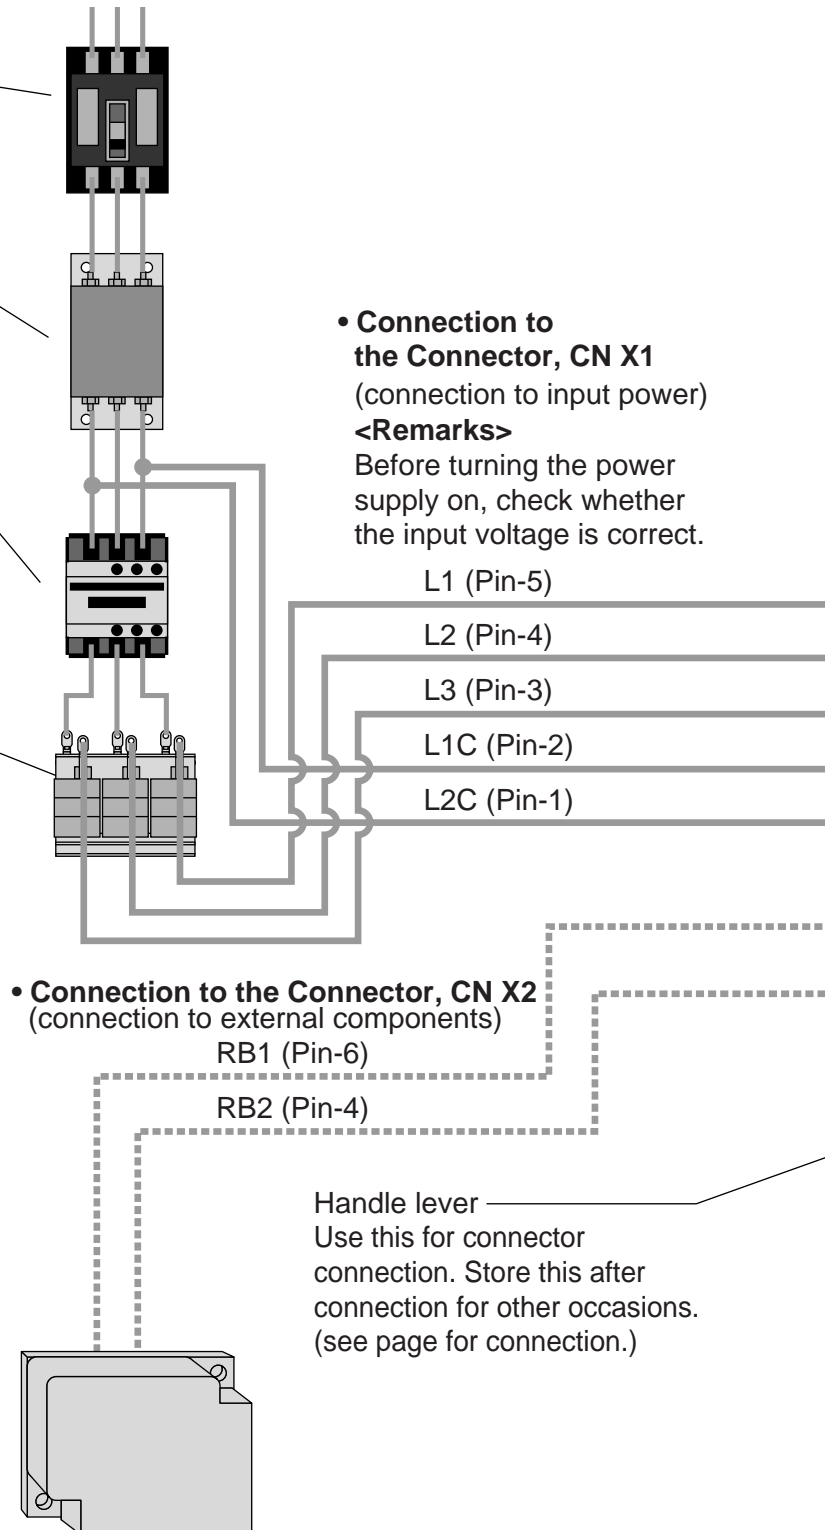 • Connection to
the Connector, CN X1
(connection to input power)
<Remarks>
Before turning the power
supply on, check whether
the input voltage is correct.
L1 (Pin-5)
L2 (Pin-4)
L3 (Pin-3)
L1C (Pin-2)
L2C (Pin-1)
• Connection to the Connector, CN X2
(connection to external components)
RB1 (Pin-6)
RB2 (Pin-4)
Handle lever
Use this for connector
connection. Store this after
connection for other occasions.
(see page for connection.)